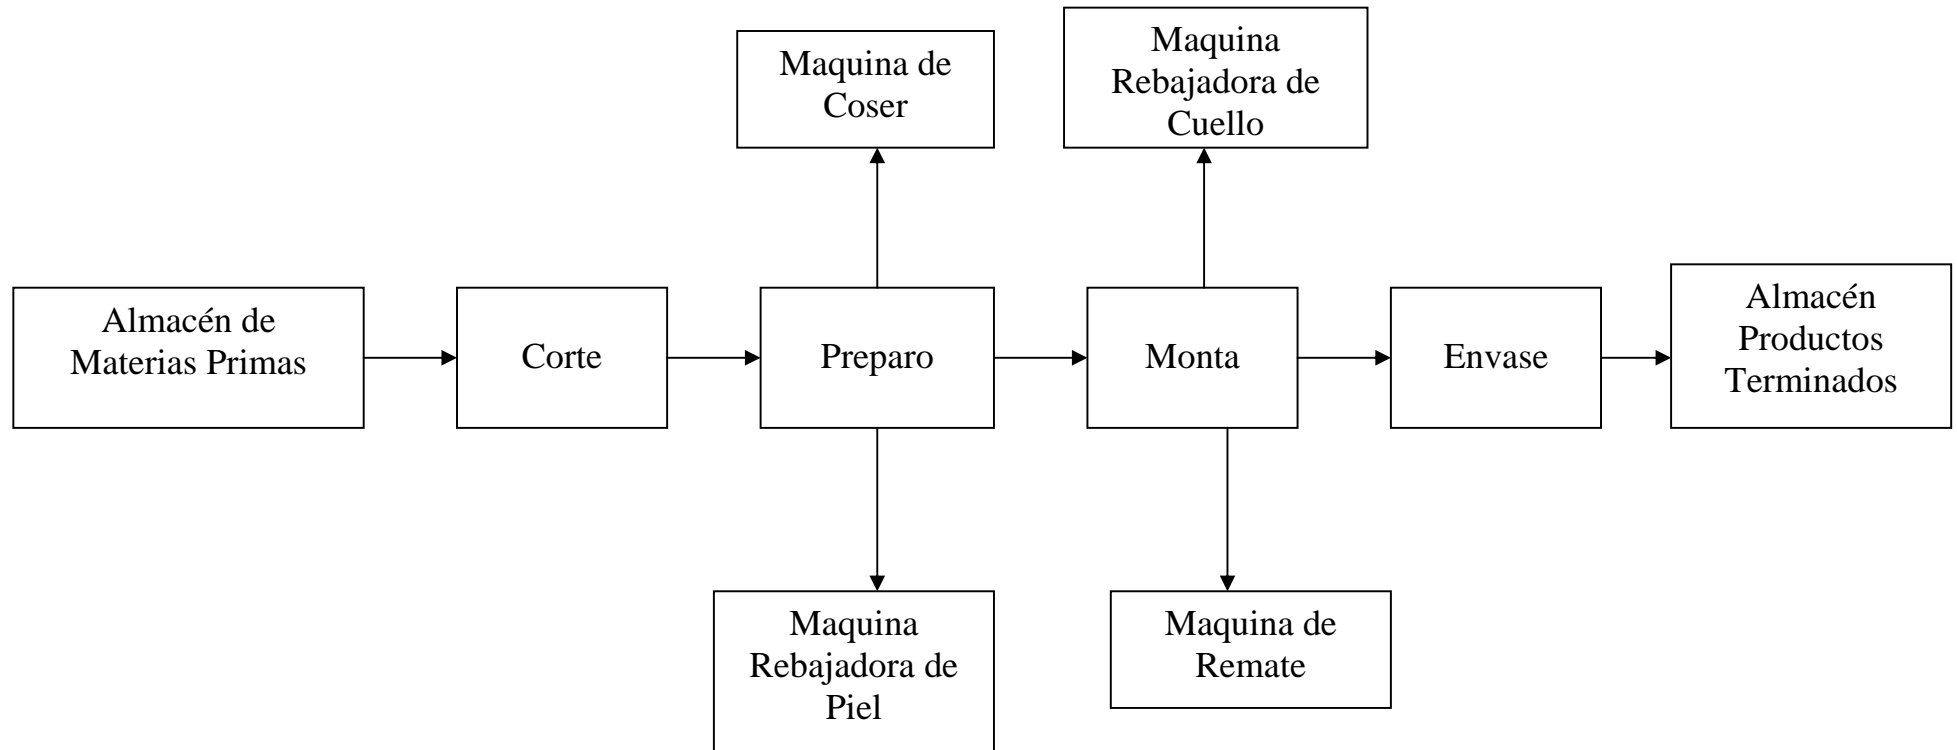 Maquina de
Coser
Maquina
Rebajadora de
Cuello
Almacén de
Materias Primas
Corte
Preparo
Monta
Envase
Almacén
Productos
Terminados
Maquina
Rebajadora de
Piel
Maquina de
Remate